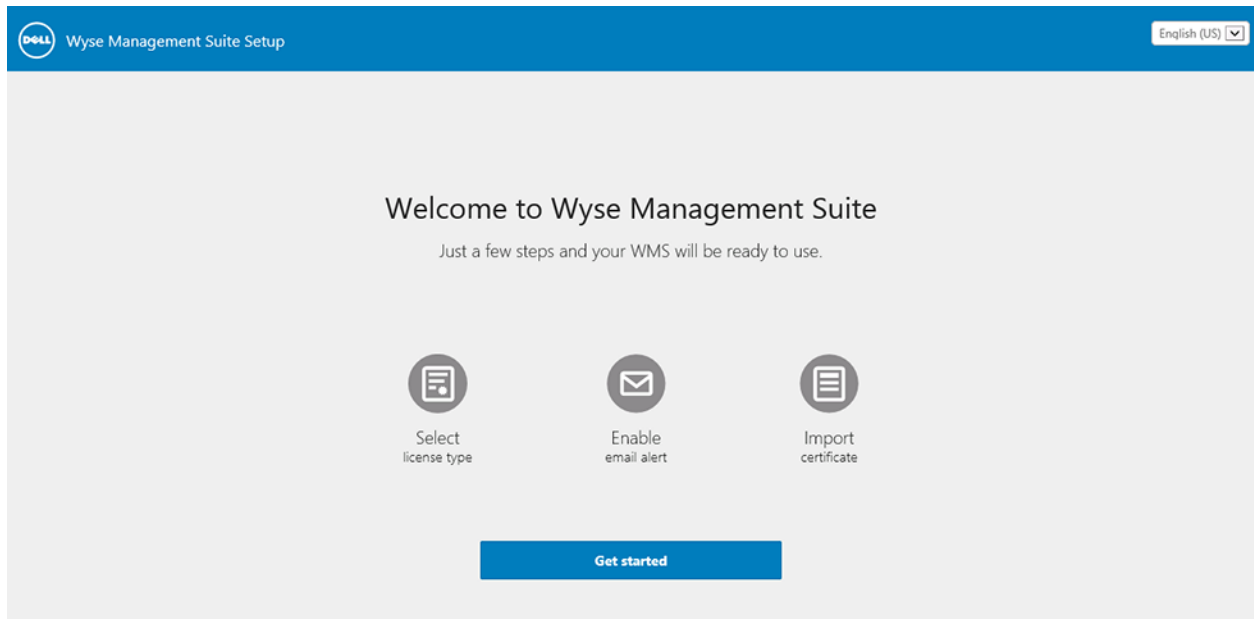 DELL
Wyse Management Suite Setup
English (US)
Welcome to Wyse Management Suite
Just a few steps and your WMS will be ready to use.
Select
license type
Enable
email alert
Import
certificate
Get started